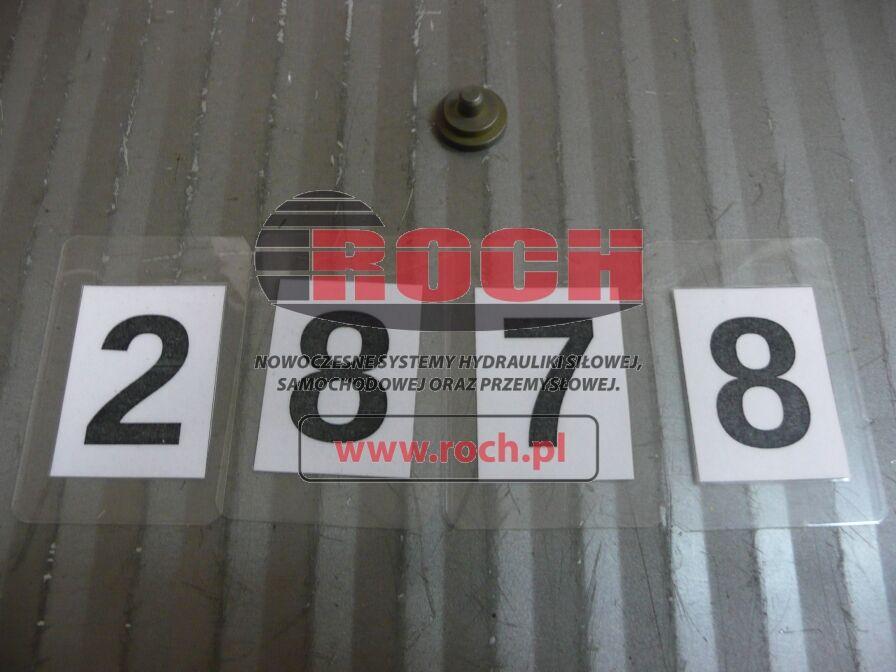 ROCH
2 8 7 8
NOWOCZESNE SYSTEMY HYDRAULIKI SIŁOWEJ,
SAMOCHODOWEJ ORAZ PRZEMYSŁOWEJ.
www.roch.pl